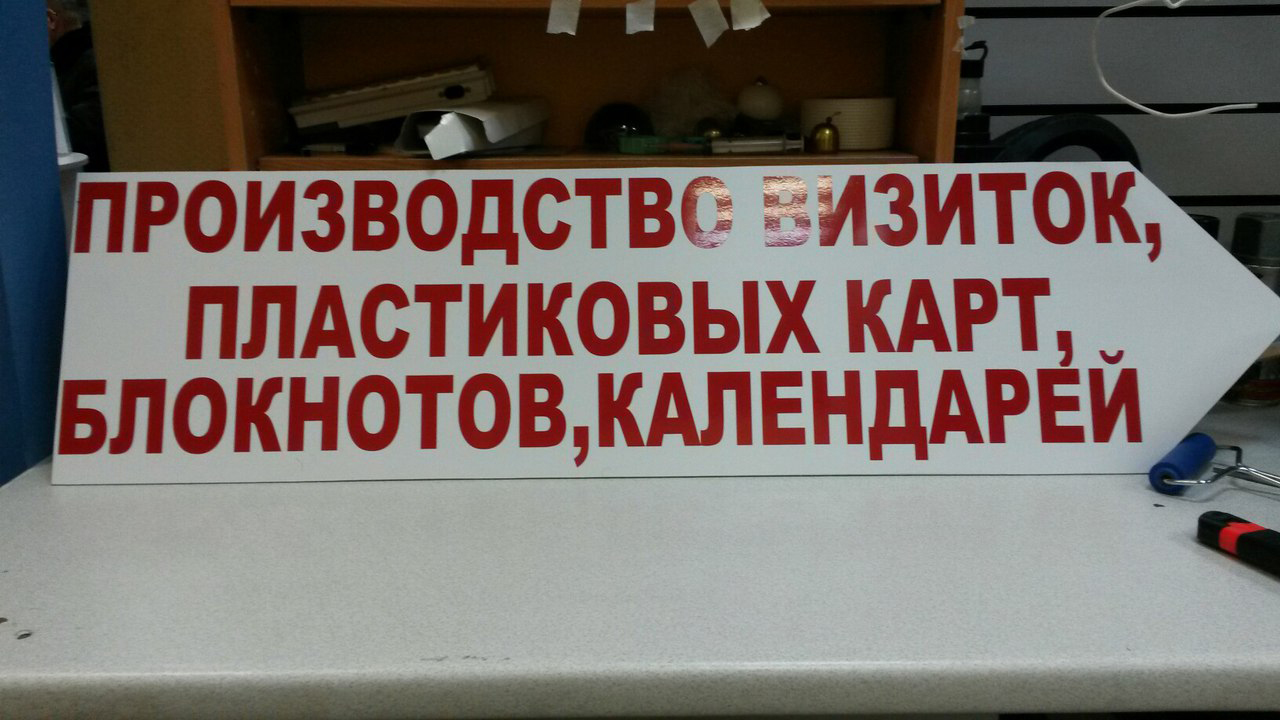 ПРОИЗВОДСТВО ВИЗИТОК,
ПЛАСТИКОВЫХ КАРТ,
БЛОКНОТОВ,КАЛЕНДАРЕЙ